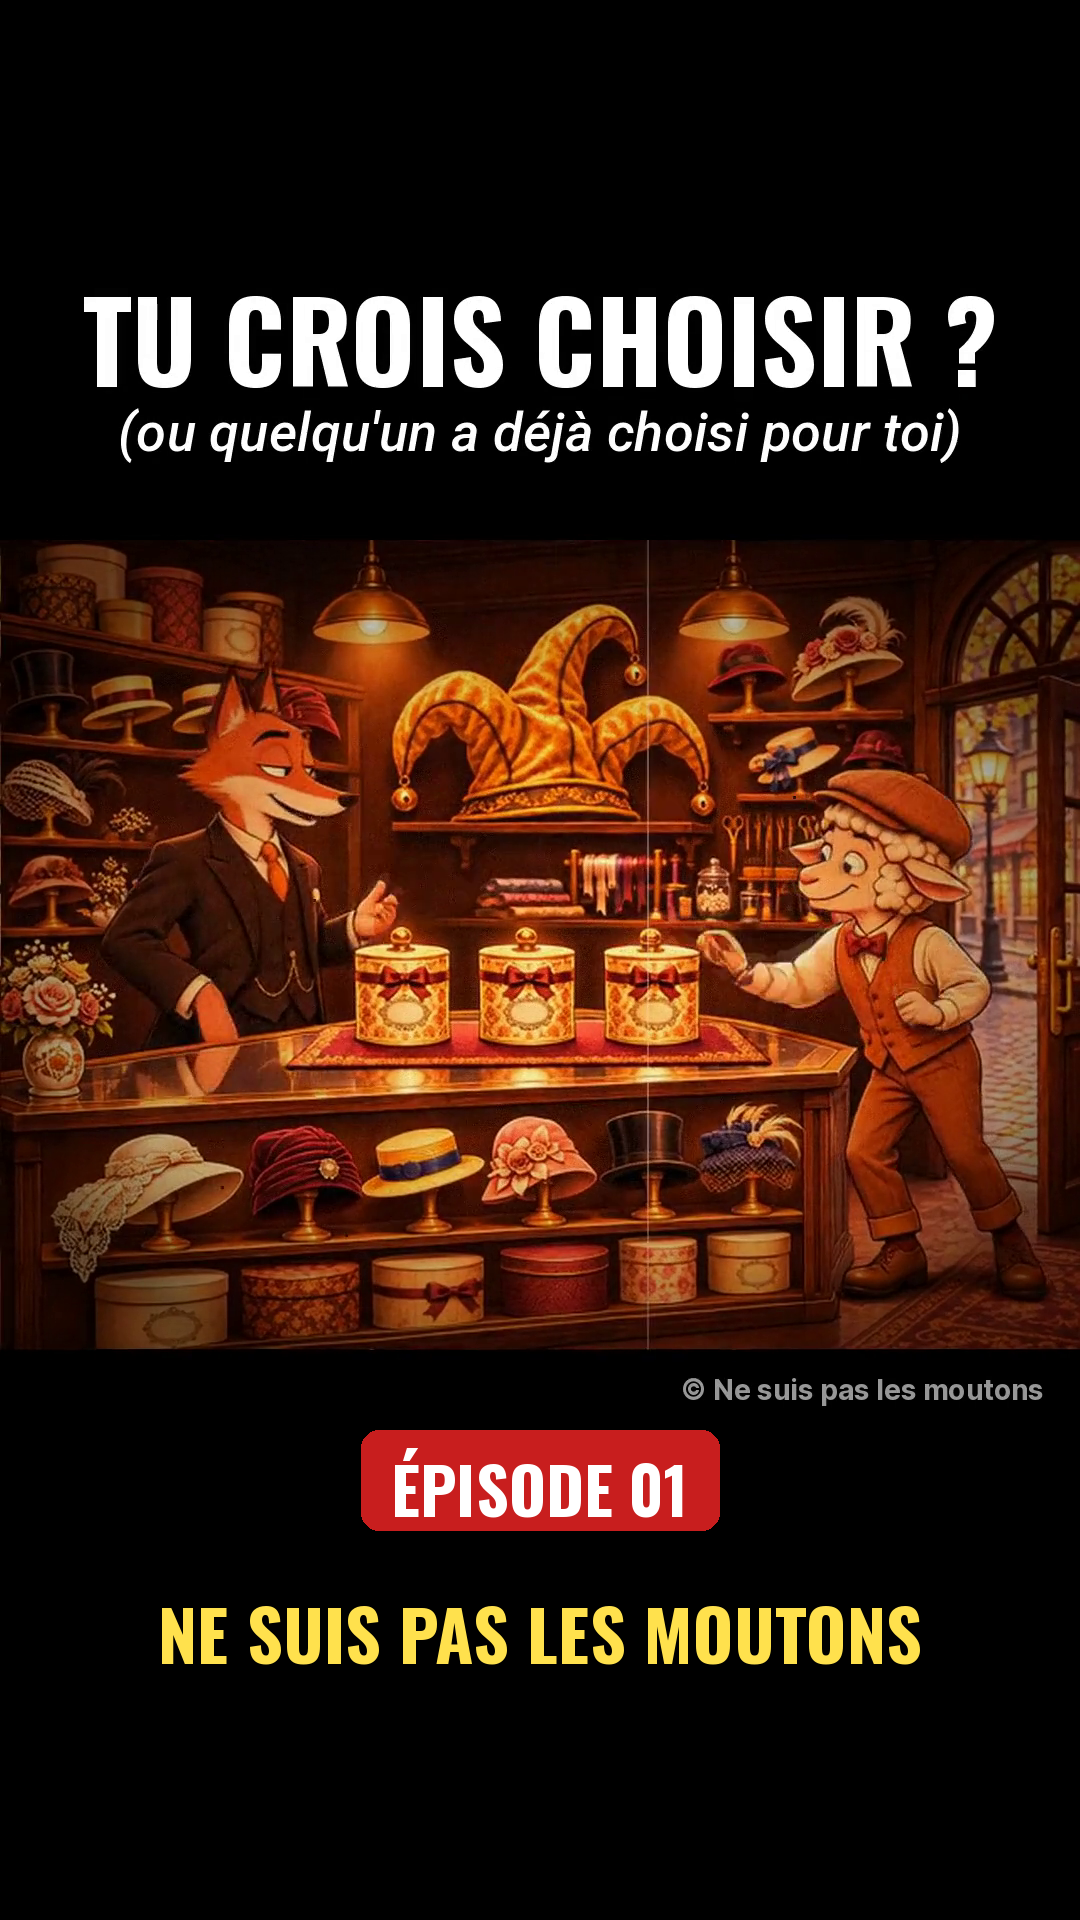 TU CROIS CHOISIR ?
(ou quelqu'un a déjà choisi pour toi)
© Ne suis pas les moutons
ÉPISODE 01
NE SUIS PAS LES MOUTONS